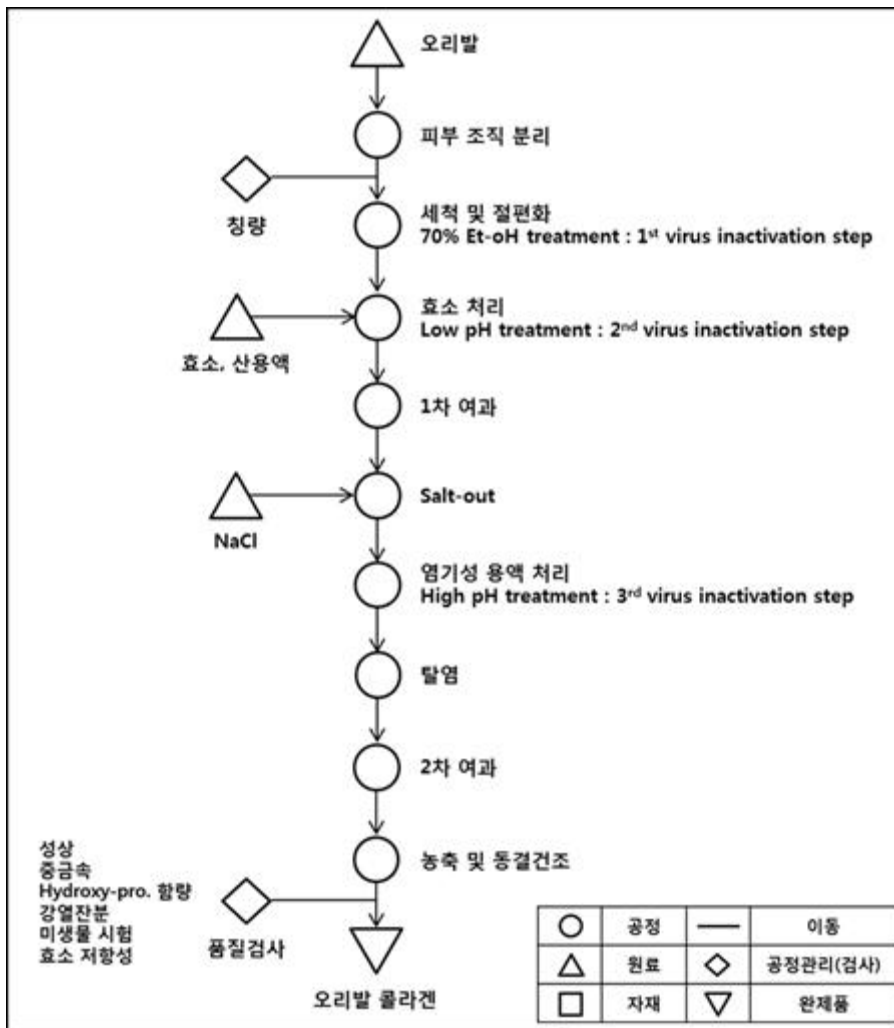 오리발
피부 조직 분리
칭량
세척 및 절편화
70% Et-oH treatment : 1st virus inactivation step
효소 처리
Low pH treatment : 2nd virus inactivation step
효소, 산용액
1차 여과
Salt-out
NaCl
염기성 용액 처리
High pH treatment : 3rd virus inactivation step
탈염
2차 여과
농축 및 동결건조
성상
중금속
Hydroxy-pro. 함량
강열잔분
미생물 시험
효소 저항성
품질검사
오리발 콜라겐
공정 이동
원료 공정관리(검사)
자재 완제품